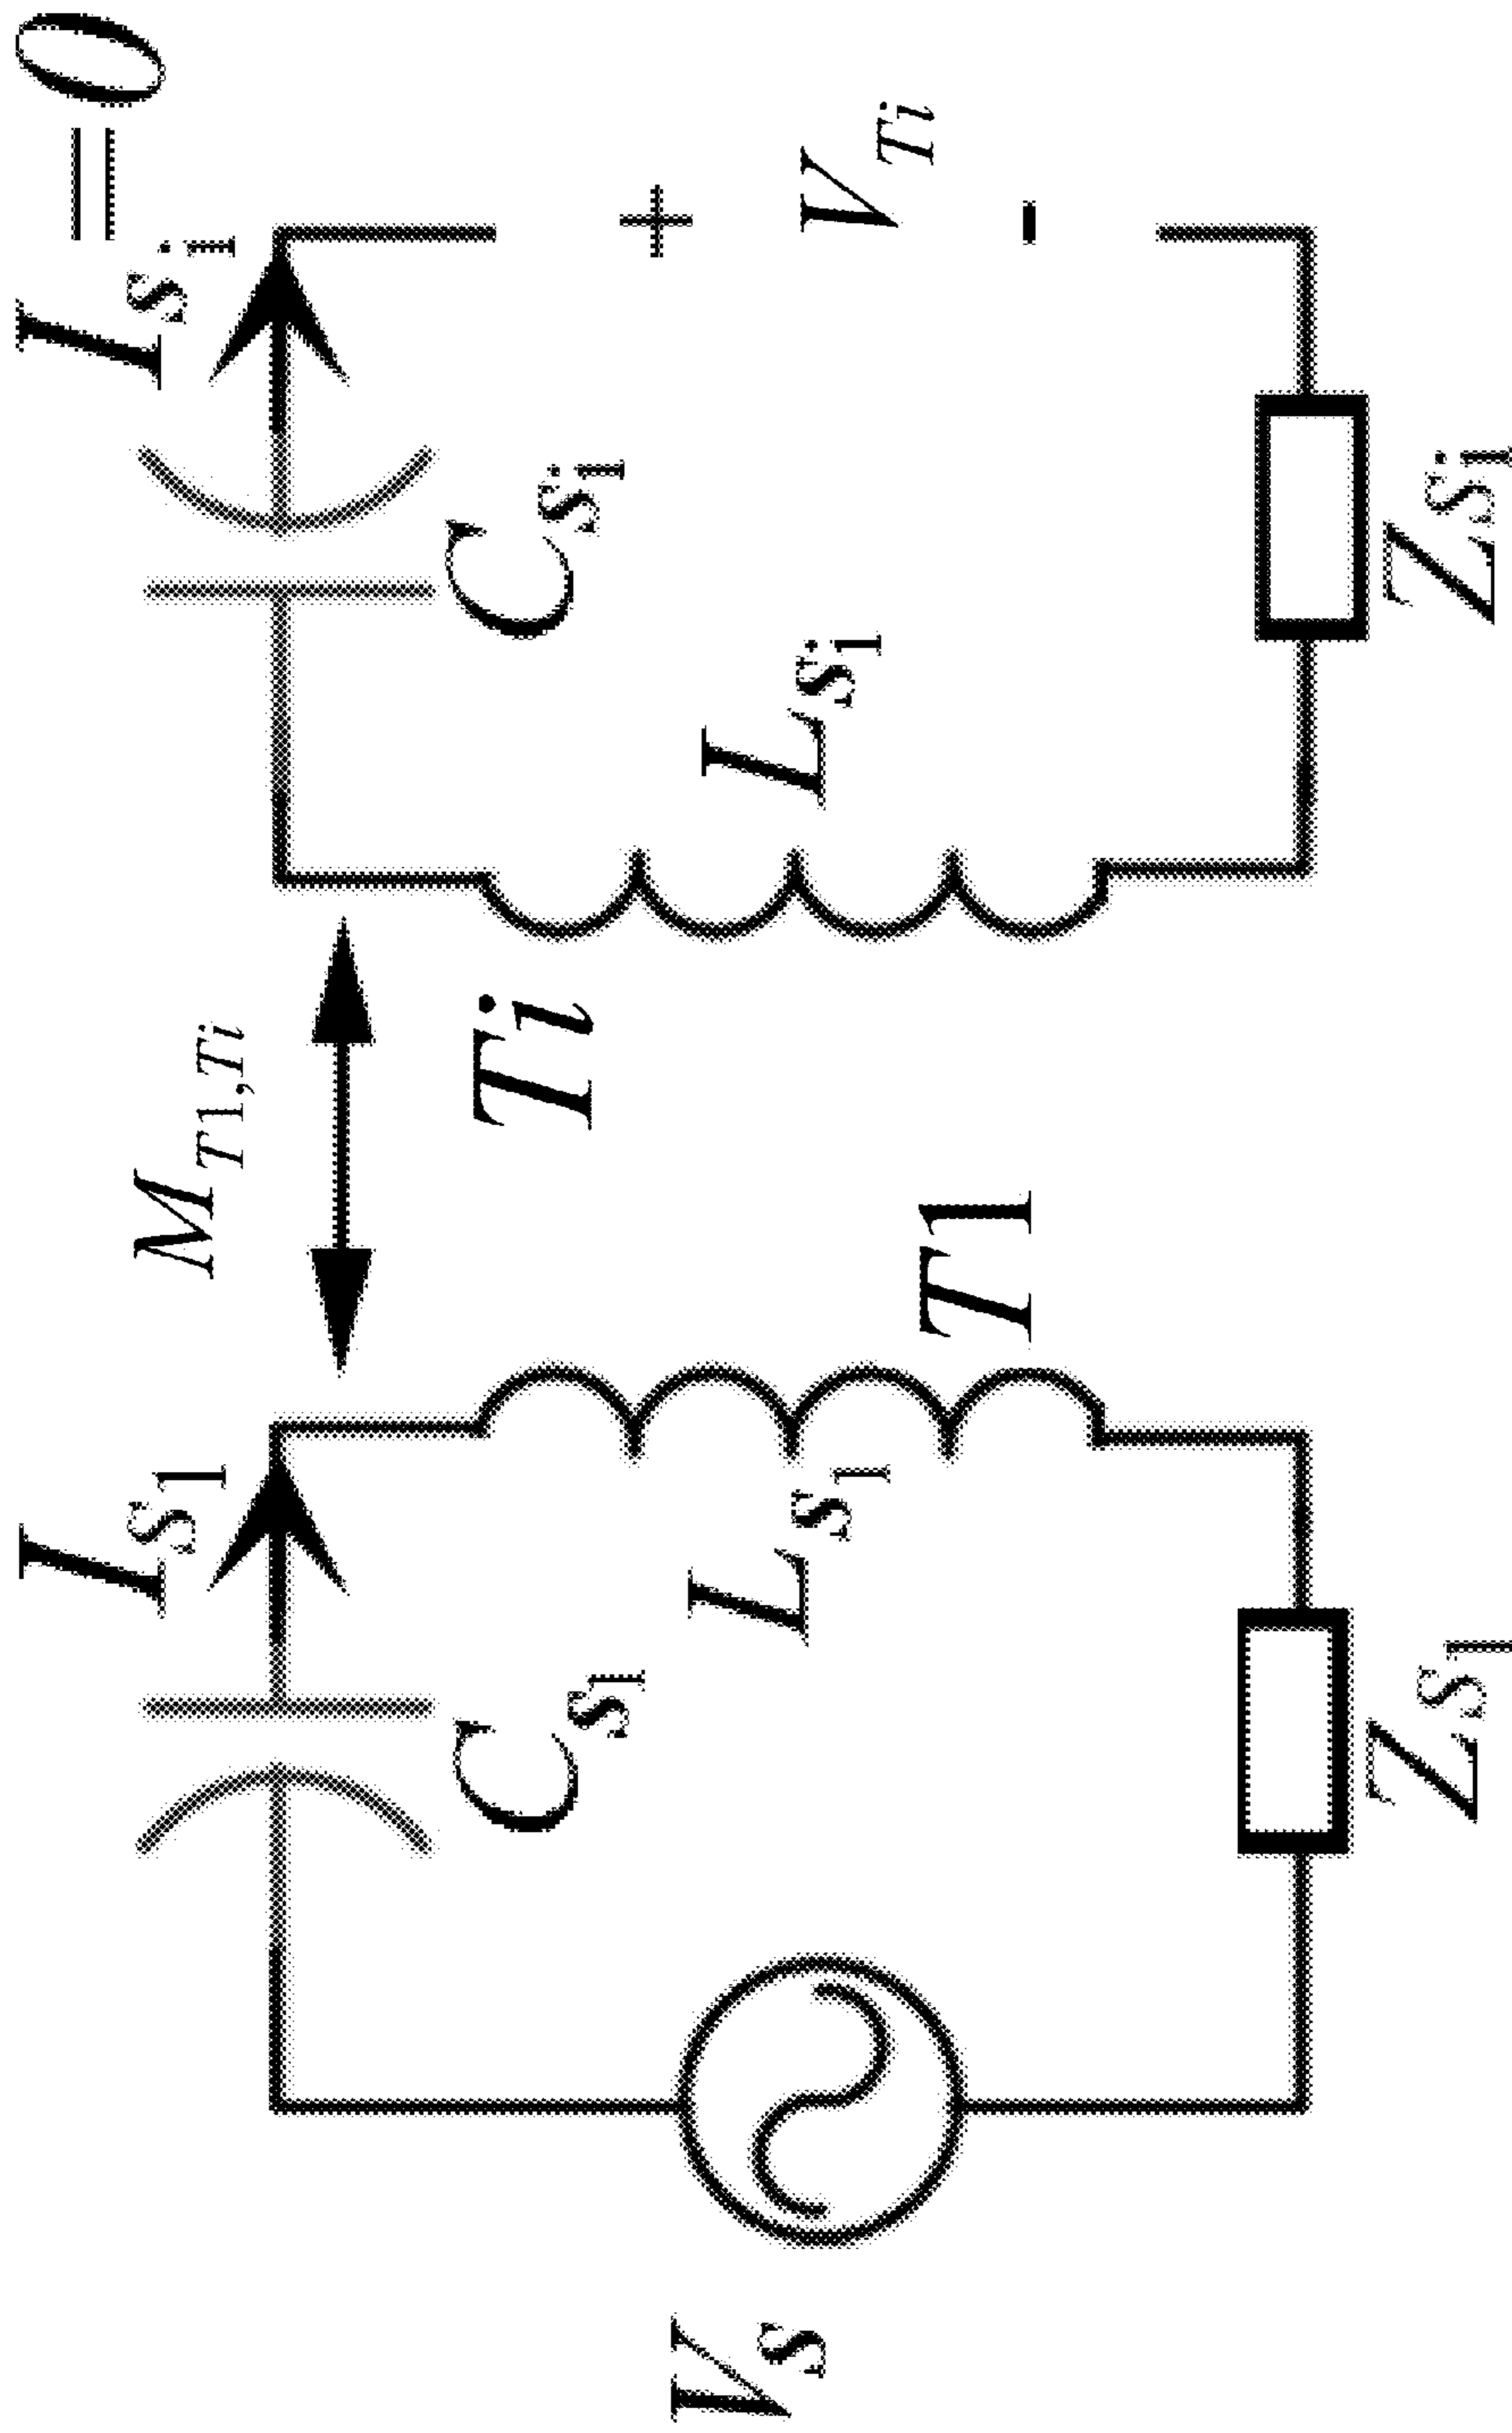 I_{s_1}
M_{T1,Ti}
I_{s_i} = 0
C_{s_1}
C_{s_i}
Ti
V_s
L_{s_1}
L_{s_i}
+
V_{Ti}
-
T1
Z_{S_1}
Z_{S_i}